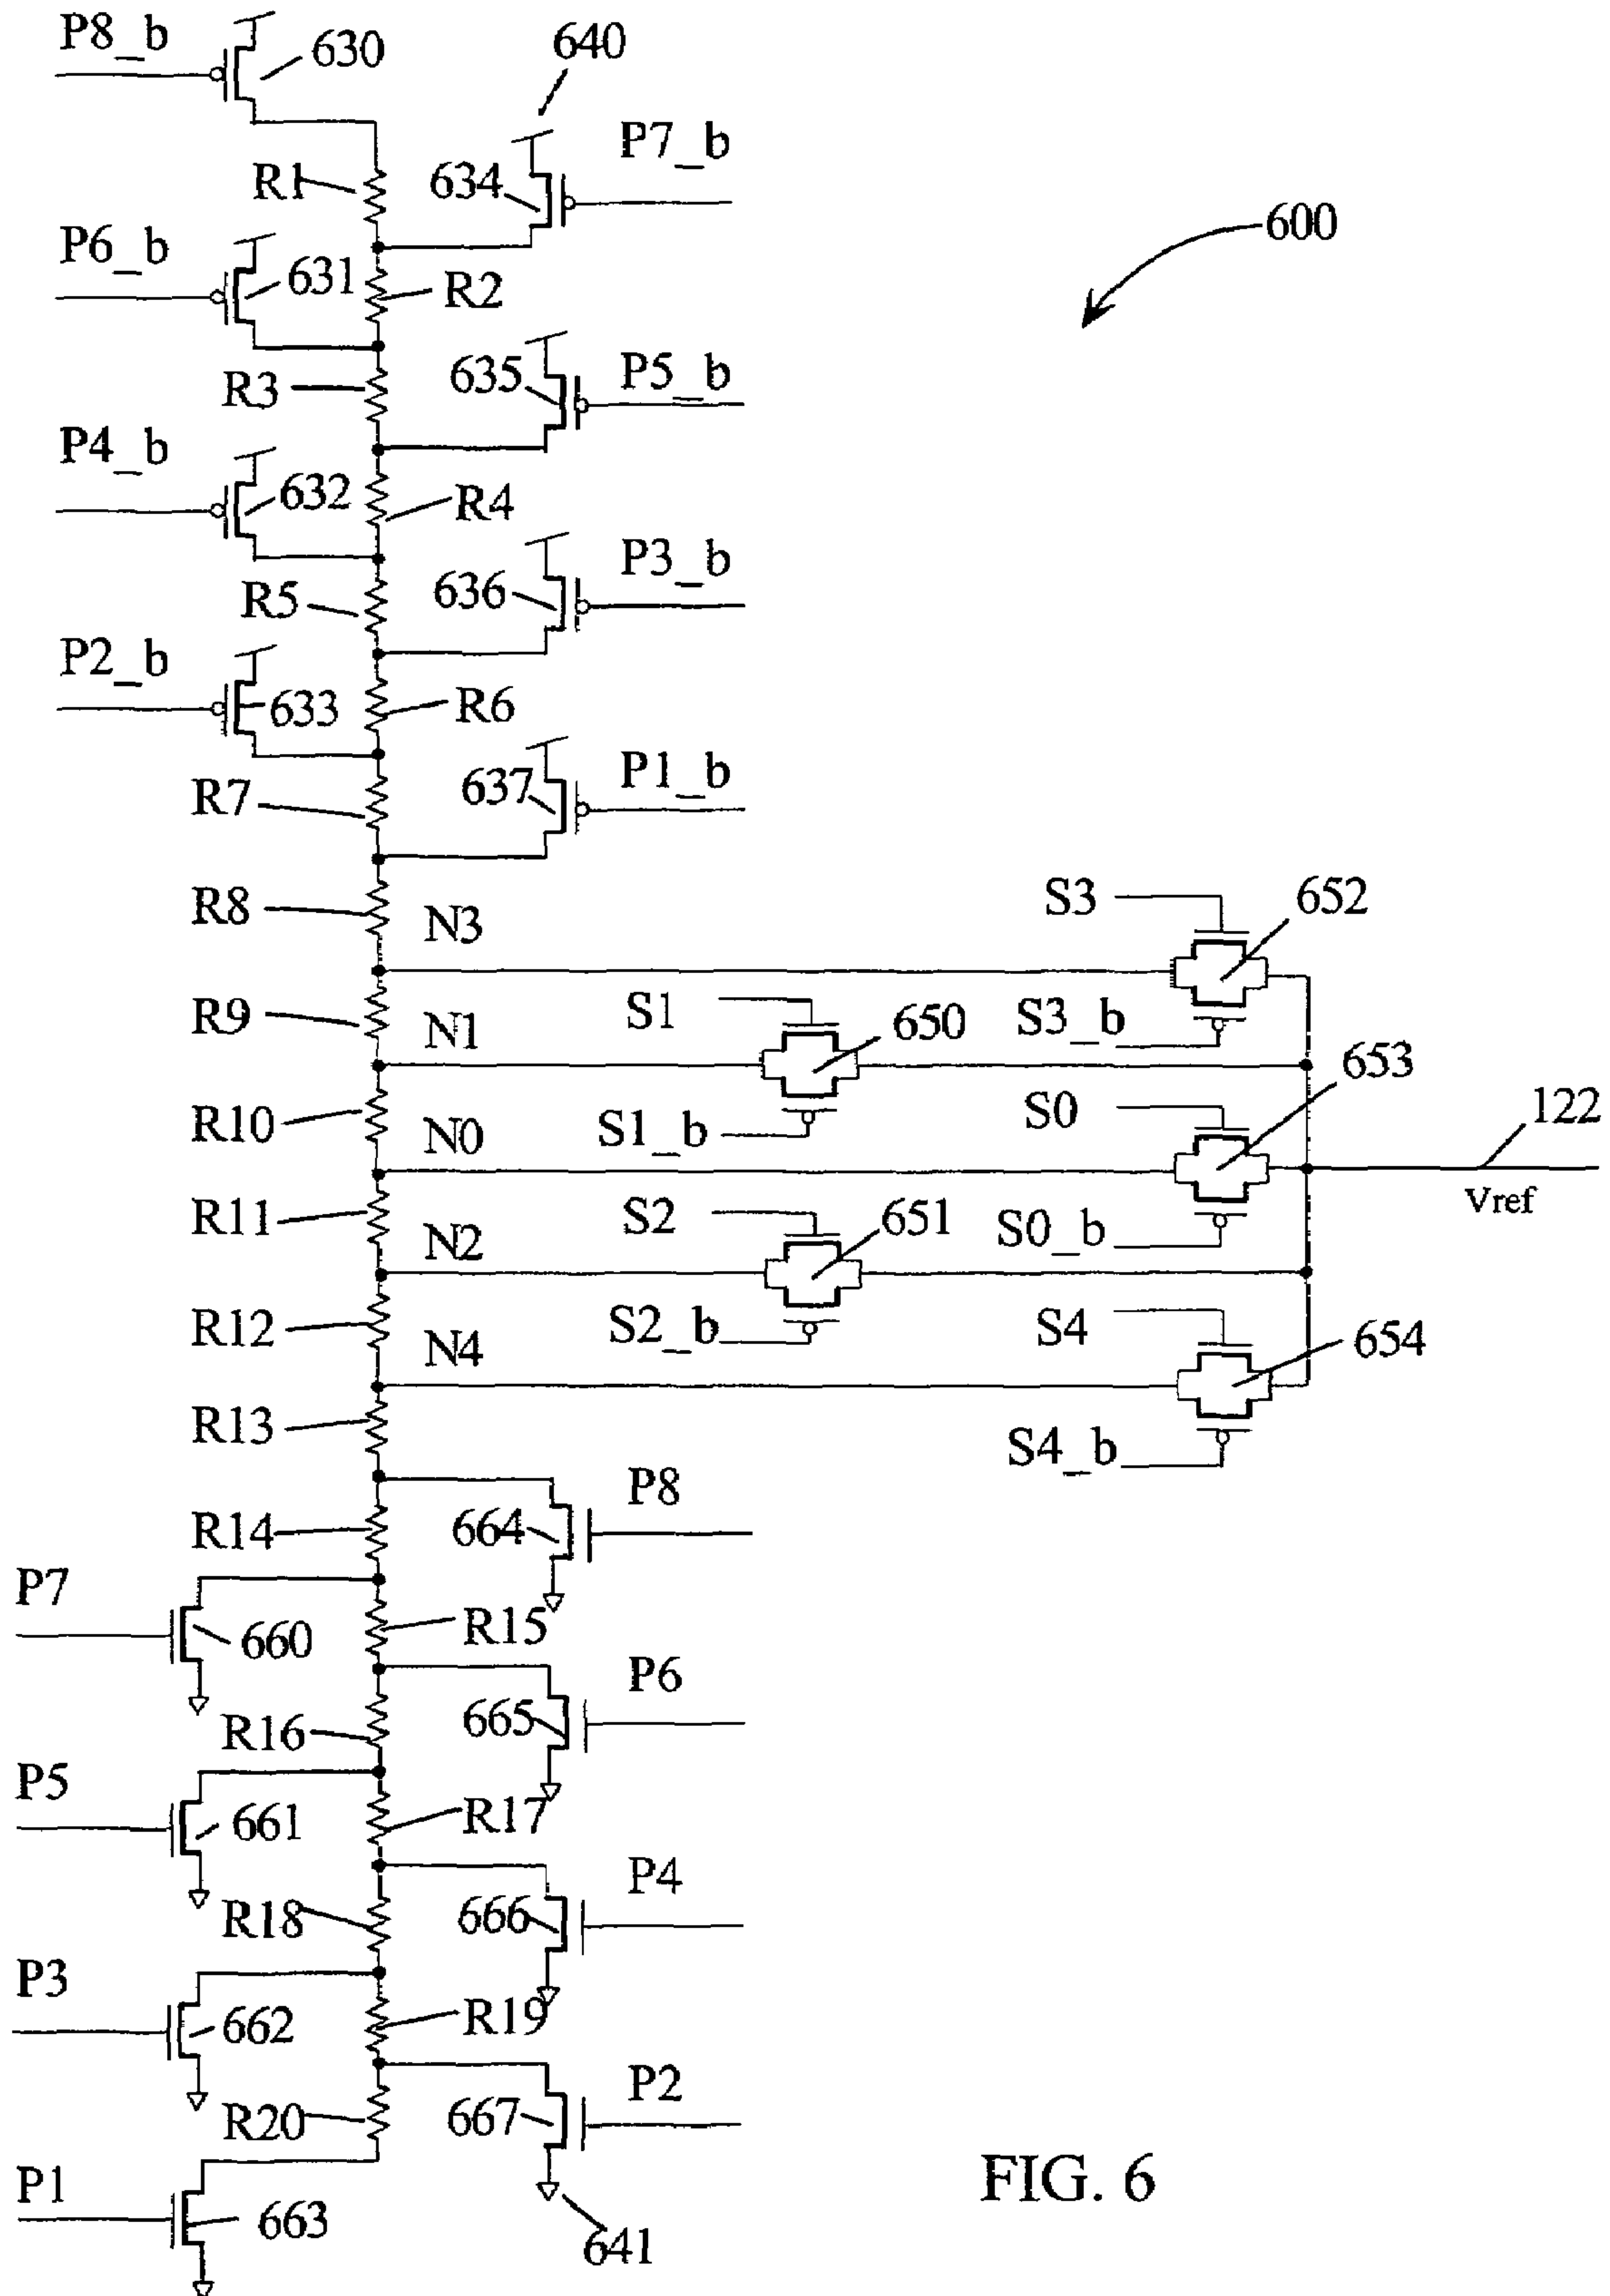 P8_b
630
640
P7_b
R1
634
600
P6_b
631
R2
R3
635
P5_b
P4_b
632
R4
P3_b
R5
636
P2_b
633
R6
R7
637
P1_b
R8
N3
S3
652
R9
N1
S1
650
S3_b
653
R10
N0
S1_b
S0
122
R11
N2
S2
651
S0_b
Vref
R12
N4
S2_b
S4
654
R13
S4_b
P8
R14
664
P7
660
R15
P6
R16
665
P5
661
R17
P4
R18
666
P3
662
R19
P2
R20
667
P1
663
641
FIG. 6